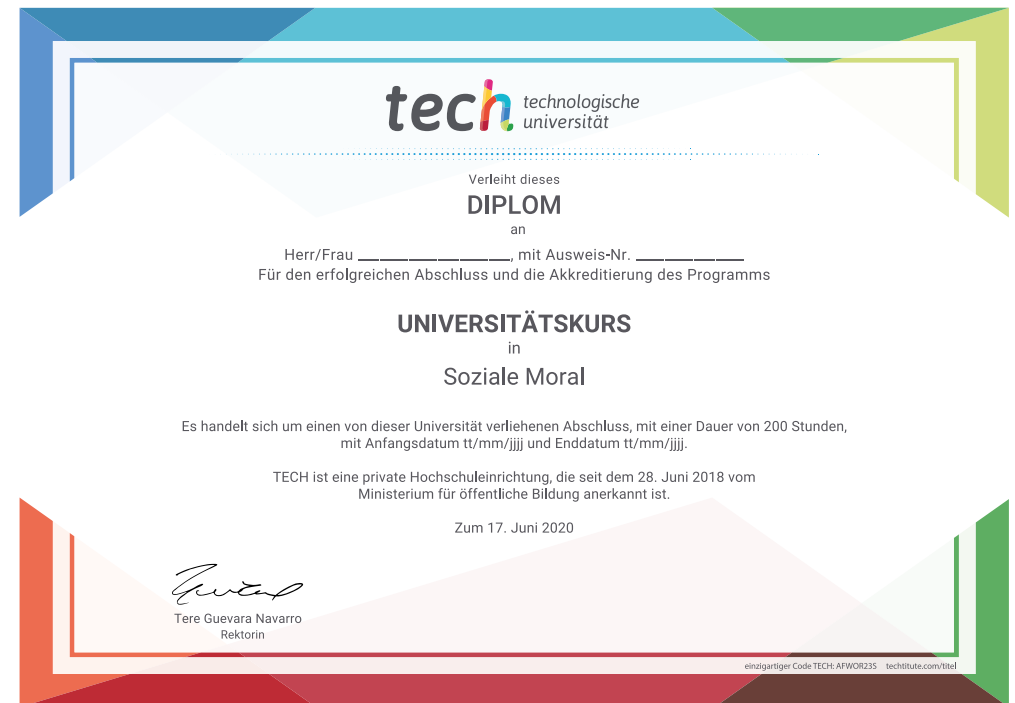 tech technologische
universität
Verleiht dieses
DIPLOM
an
Herr/Frau ________________, mit Ausweis-Nr. ____________
Für den erfolgreichen Abschluss und die Akkreditierung des Programms
UNIVERSITÄTSKURS
in
Soziale Moral
Es handelt sich um einen von dieser Universität verliehenen Abschluss, mit einer Dauer von 200 Stunden,
mit Anfangsdatum tt/mm/jjjj und Enddatum tt/mm/jjjj.
TECH ist eine private Hochschuleinrichtung, die seit dem 28. Juni 2018 vom
Ministerium für öffentliche Bildung anerkannt ist.
Zum 17. Juni 2020
Tere Guevara Navarro
Rektorin
einzigartiger Code TECH: AFWOR23S techtitute.com/titel